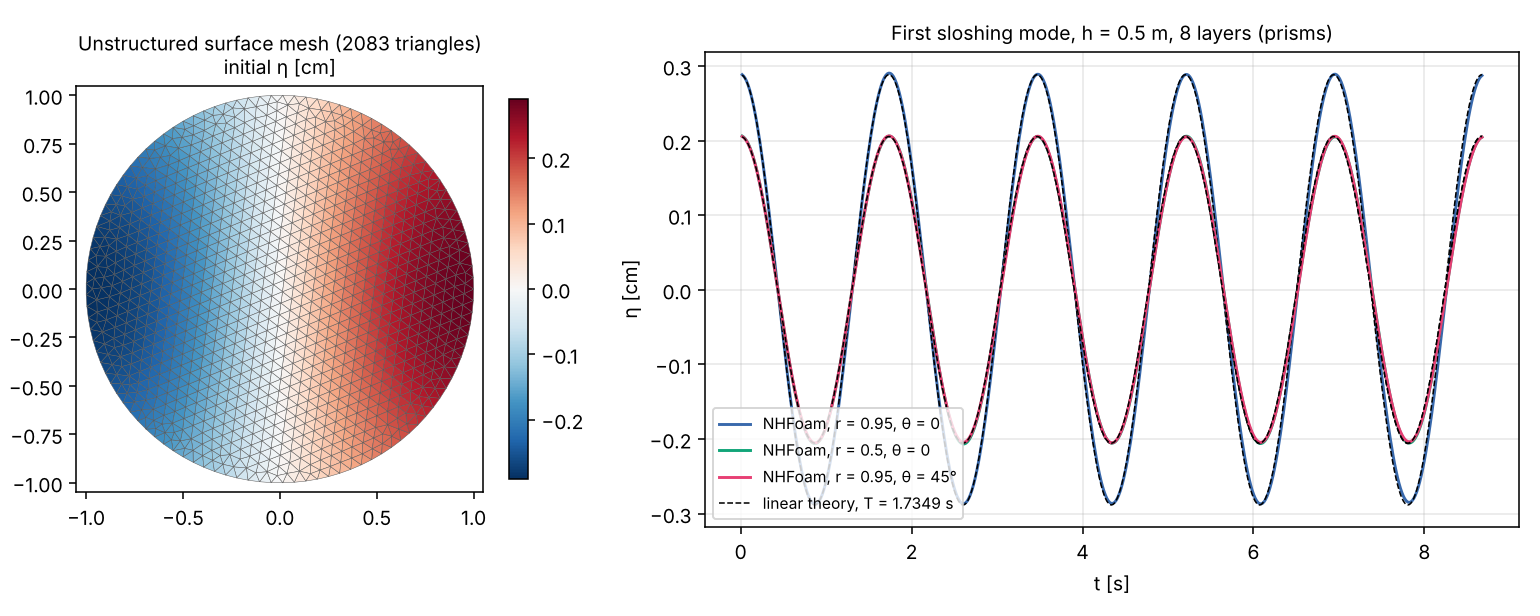 Unstructured surface mesh (2083 triangles)
initial η [cm]
1.00
0.75
0.50
0.25
0.00
−0.25
−0.50
−0.75
−1.00
−1.0 −0.5 0.0 0.5 1.0
0.2
0.1
0.0
−0.1
−0.2
First sloshing mode, h = 0.5 m, 8 layers (prisms)
η [cm]
0.3
0.2
0.1
0.0
−0.1
−0.2
−0.3
NHFoam, r = 0.95, θ = 0
NHFoam, r = 0.5, θ = 0
NHFoam, r = 0.95, θ = 45°
linear theory, T = 1.7349 s
0 2 4 6 8
t [s]